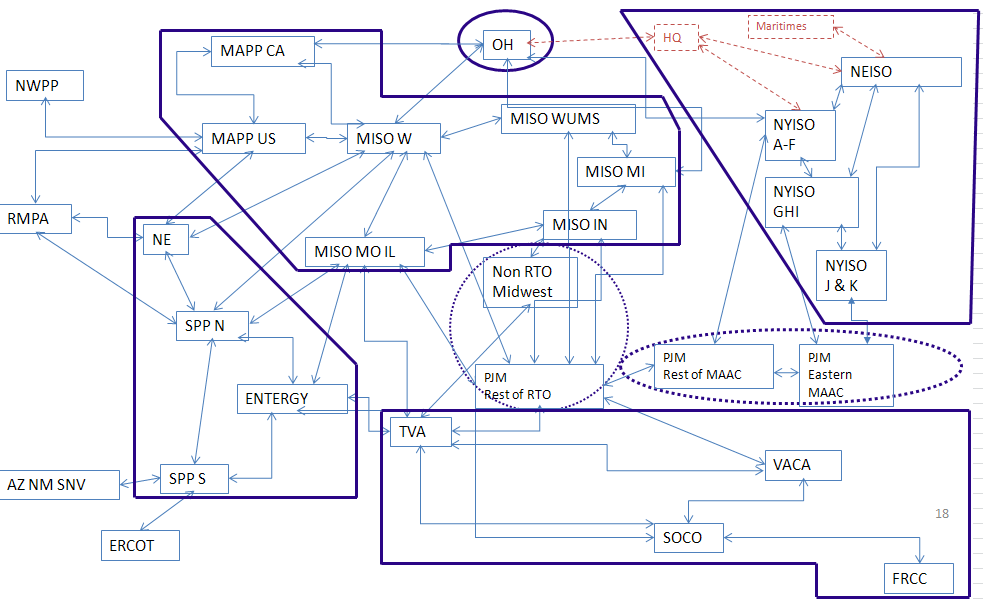 Maritimes
HQ
OH
MAPP CA
NEISO
NWPP
MISO WUMS
NYISO
A-F
MAPP US
MISO W
MISO MI
NYISO
GHI
RMPA
MISO IN
NE
MISO MO IL
NYISO
J & K
Non RTO
Midwest
SPP N
PJM
Rest of MAAC
PJM
Eastern
MAAC
PJM
Rest of RTO
ENTERGY
TVA
VACA
AZ NM SNV
SPP S
18
ERCOT
SOCO
FRCC